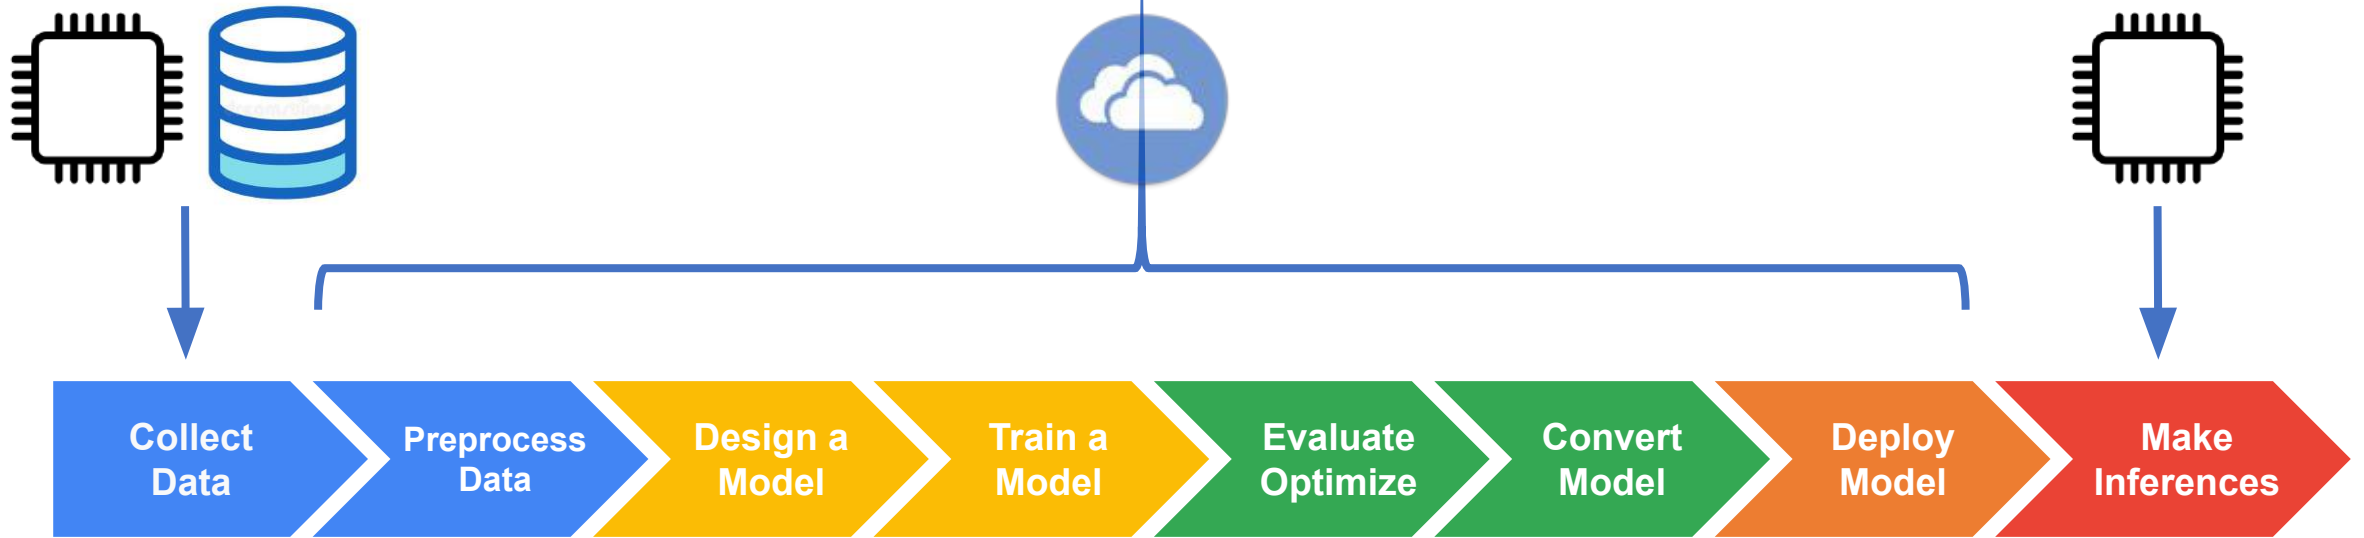 Collect
Data
Preprocess
Data
Design a
Model
Train a
Model
Evaluate
Optimize
Convert
Model
Deploy
Model
Make
Inferences